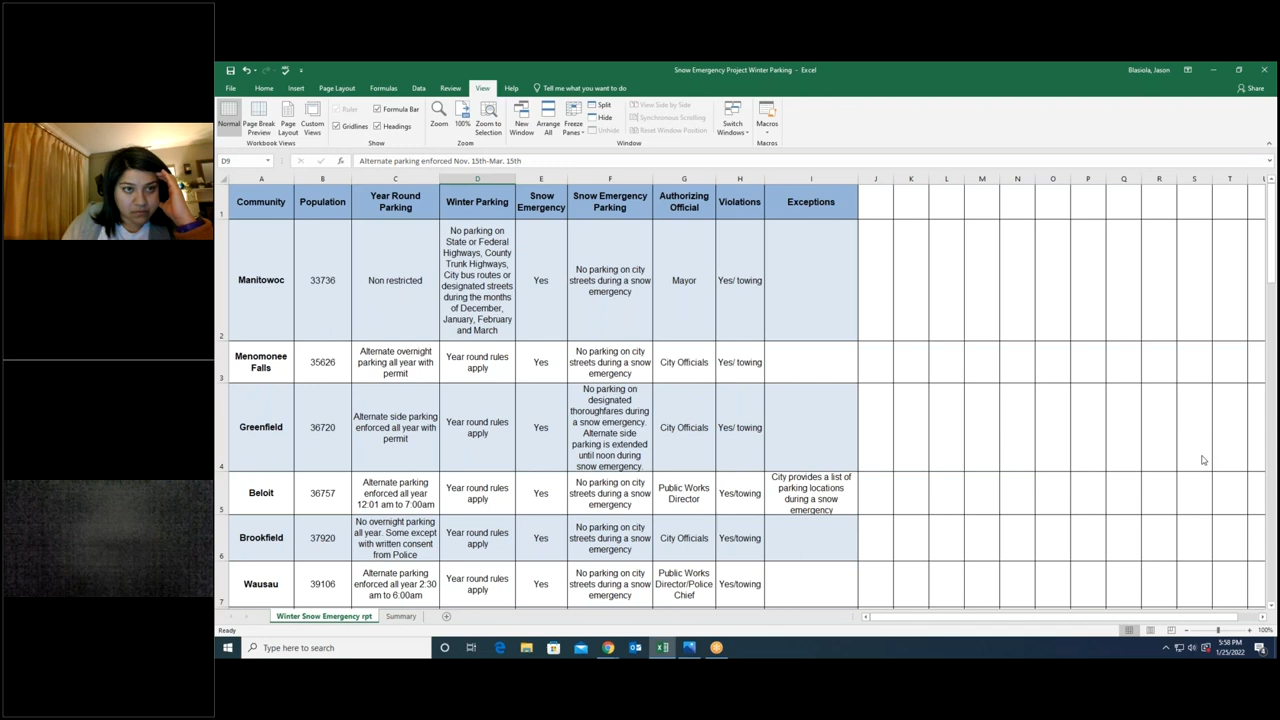 Snow Emergency Project Winter Parking - Excel
Blasiola, Jason
File Home Insert Page Layout Formulas Data Review View Help Tell me what you want to do Share
Normal
Page Break
Preview
Page
Layout
Custom
Views
Ruler
Formula Bar
Gridlines
Headings
Zoom
100%
Zoom to
Selection
New
Window
Arrange
All
Freeze
Panes
Split
Hide
Unhide
View Side by Side
Synchronous Scrolling
Reset Window Position
Switch
Windows
Macros
Workbook Views Show Zoom Window Macros
D9 fx Alternate parking enforced Nov. 15th-Mar. 15th
A B C D E F G H I J K L M N O P Q R S T
1
Community
Population
Year Round
Parking
Winter Parking
Snow
Emergency
Snow Emergency
Parking
Authorizing
Official
Violations
Exceptions
2
Manitowoc
33736
Non restricted
No parking on
State or Federal
Highways, County
Trunk Highways,
City bus routes or
designated streets
during the months
of December,
January, February
and March
Yes
No parking on city
streets during a snow
emergency
Mayor
Yes/ towing
3
Menomonee
Falls
35626
Alternate overnight
parking all year with
permit
Year round rules
apply
Yes
No parking on city
streets during a snow
emergency
City Officials
Yes/ towing
4
Greenfield
36720
Alternate side parking
enforced all year with
permit
Year round rules
apply
Yes
No parking on
designated
thoroughfares during
a snow emergency.
Alternate side
parking is extended
until noon during
snow emergency.
City Officials
Yes/ towing
5
Beloit
36757
Alternate parking
enforced all year
12:01 am to 7:00am
Year round rules
apply
Yes
No parking on city
streets during a snow
emergency
Public Works
Director
Yes/towing
City provides a list of
parking locations
during a snow
emergency
6
Brookfield
37920
No overnight parking
all year. Some except
with written consent
from Police
Year round rules
apply
Yes
No parking on city
streets during a snow
emergency
City Officials
Yes/towing
7
Wausau
39106
Alternate parking
enforced all year 2:30
am to 6:00am
Year round rules
apply
Yes
No parking on city
streets during a snow
emergency
Public Works
Director/Police
Chief
Yes/towing
Winter Snow Emergency rpt Summary
Ready
100%
Type here to search
5:58 PM
1/25/2022